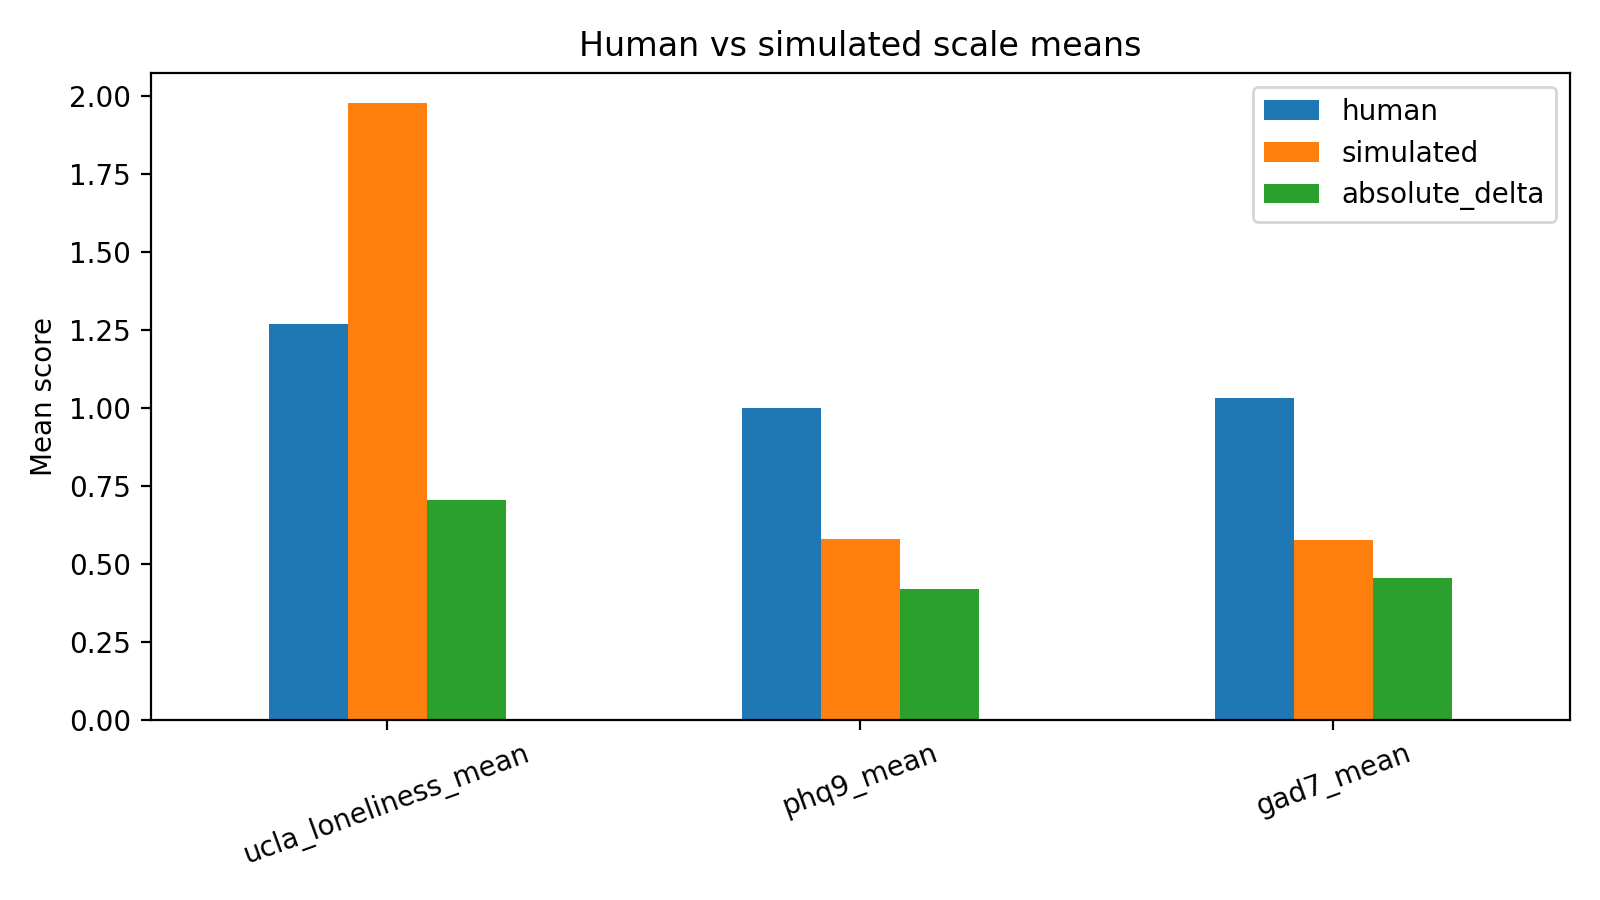 Human vs simulated scale means
human
simulated
absolute_delta
Mean score
2.00
1.75
1.50
1.25
1.00
0.75
0.50
0.25
0.00
ucla_loneliness_mean
phq9_mean
gad7_mean